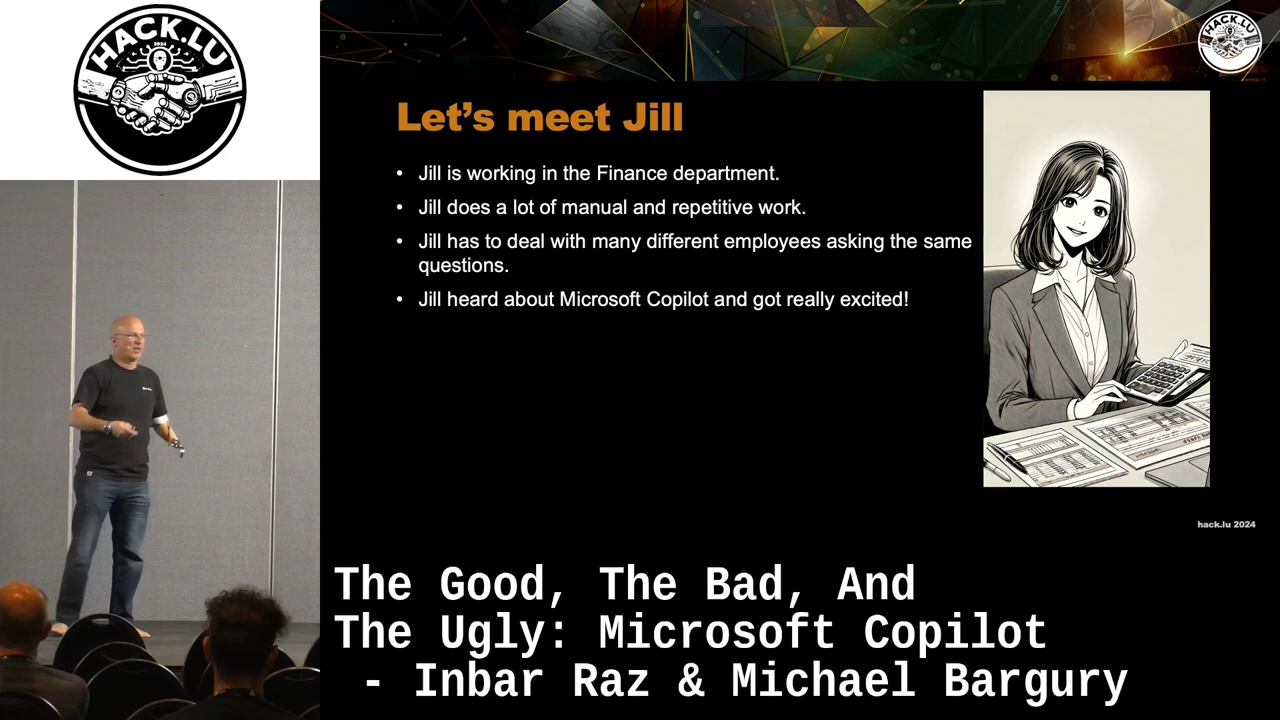 HACK.LU
2024
Let's meet Jill
• Jill is working in the Finance department.
• Jill does a lot of manual and repetitive work.
• Jill has to deal with many different employees asking the same
questions.
• Jill heard about Microsoft Copilot and got really excited!
hack.lu 2024
The Good, The Bad, And
The Ugly: Microsoft Copilot
- Inbar Raz & Michael Bargury